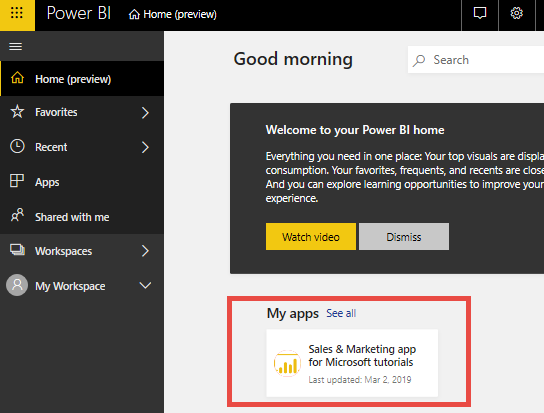 Power BI
Home (preview)
Home (preview)
Favorites
Recent
Apps
Shared with me
Workspaces
My Workspace
Good morning
Search
Welcome to your Power BI home
Everything you need in one place: Your top visuals are displa
consumption. Your favorites, frequents, and recents are close
And you can explore learning opportunities to improve your
experience.
Watch video
Dismiss
My apps See all
Sales & Marketing app
for Microsoft tutorials
Last updated: Mar 2, 2019